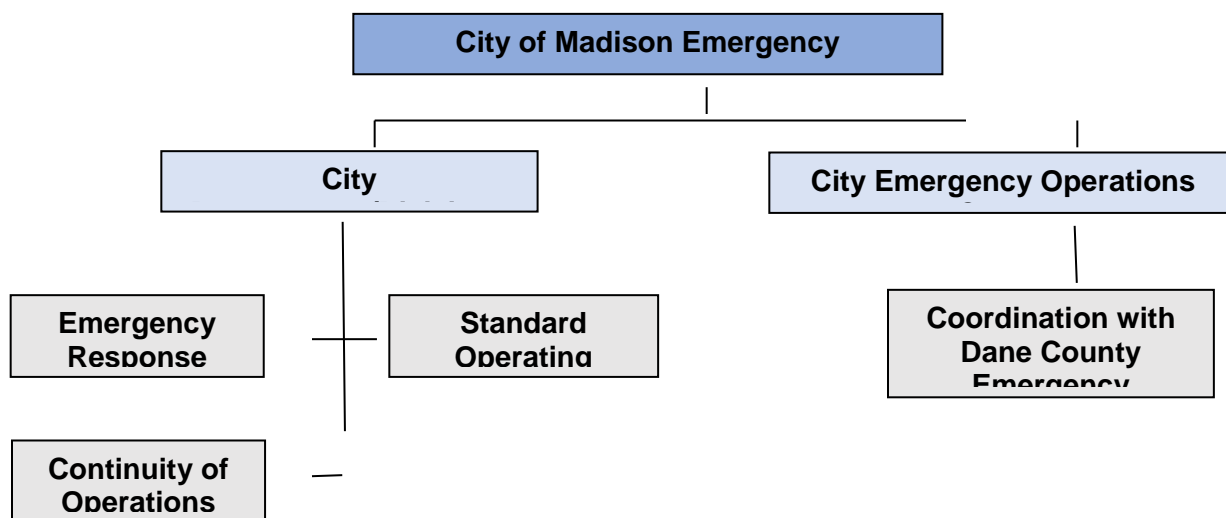 City of Madison Emergency
City
City Emergency Operations
Emergency
Response
Standard
Operating
Coordination with
Dane County
Emergency
Continuity of
Operations